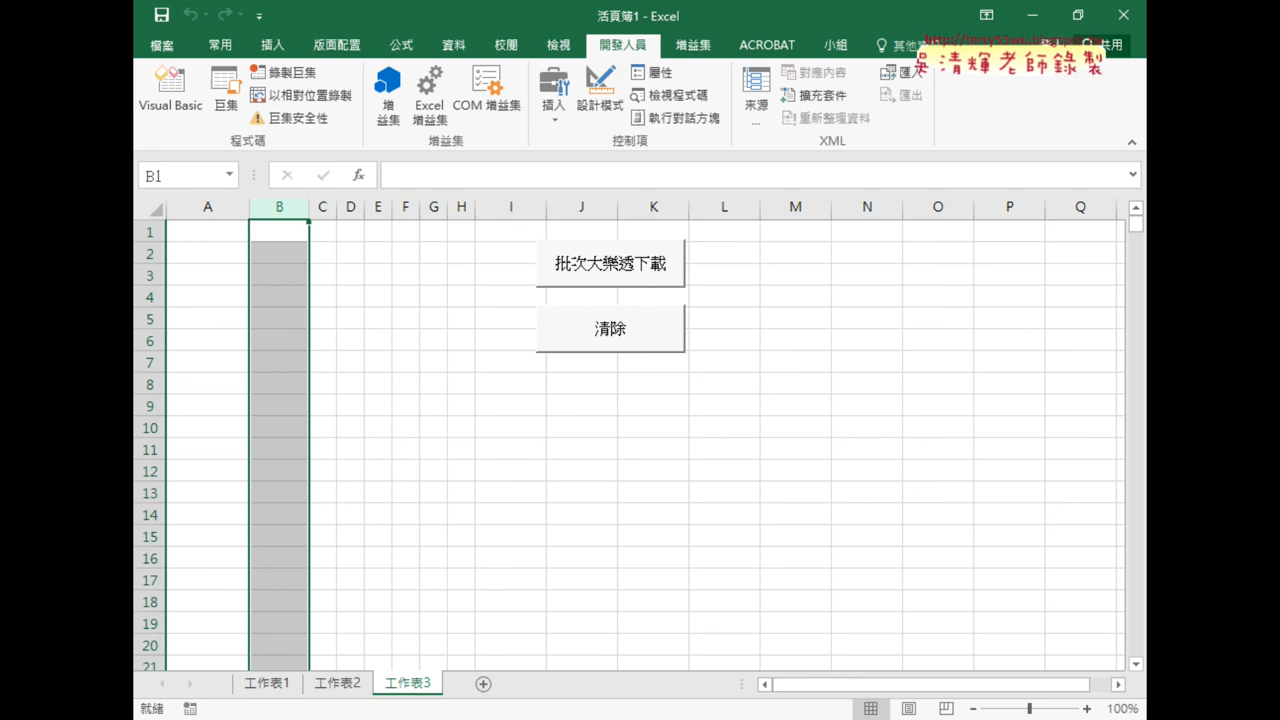 活頁簿1 - Excel
檔案 常用 插入 版面配置 公式 資料 校閱 檢視 開發人員 增益集 ACROBAT 小組 其他 共用
吳清輝老師錄製
Visual Basic
巨集
錄製巨集
以相對位置錄製
巨集安全性
程式碼
增益集
Excel 增益集
COM 增益集
增益集
插入
設計模式
屬性
檢視程式碼
執行對話方塊
控制項
來源...
對應內容
擴充套件
重新整理資料
匯入
匯出
XML
B1
fx
A B C D E F G H I J K L M N O P Q
1
2
3
4
5
6
7
8
9
10
11
12
13
14
15
16
17
18
19
20
21
批次大樂透下載
清除
工作表1 工作表2 工作表3
就緒
100%